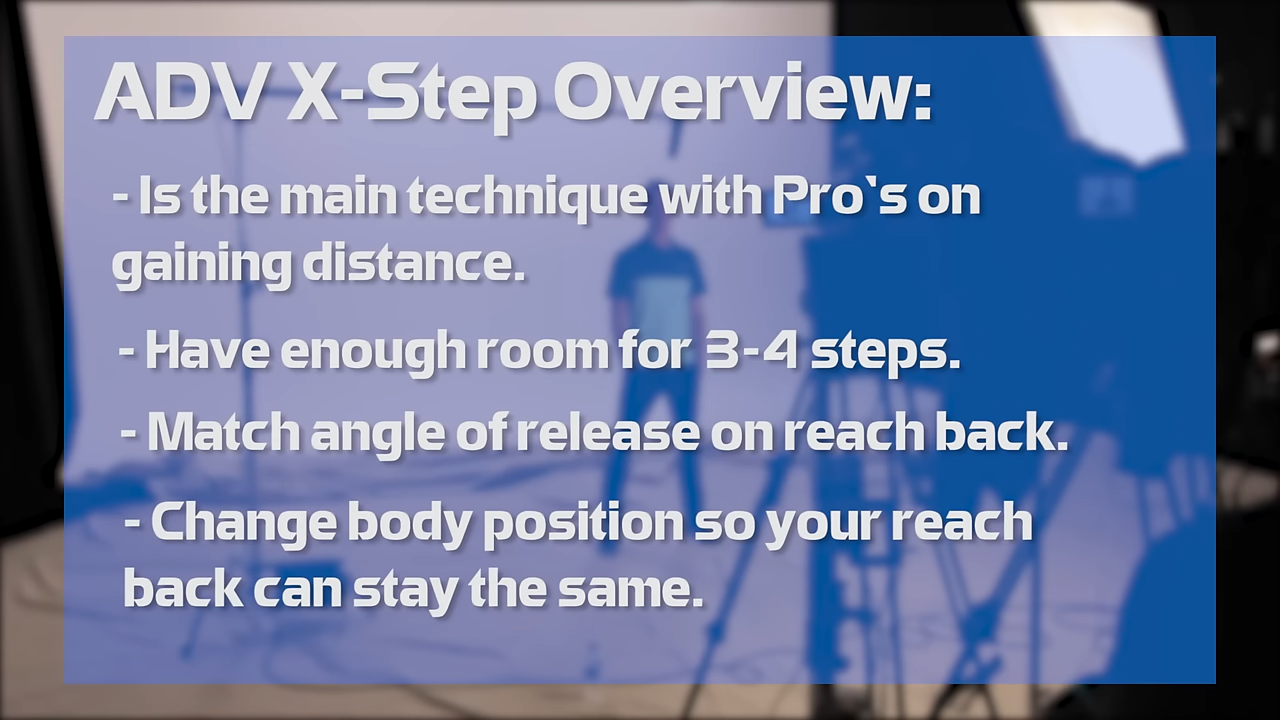 ADV X-Step Overview:
- Is the main technique with Pro`s on
gaining distance.
- Have enough room for 3-4 steps.
- Match angle of release on reach back.
- Change body position so your reach
back can stay the same.